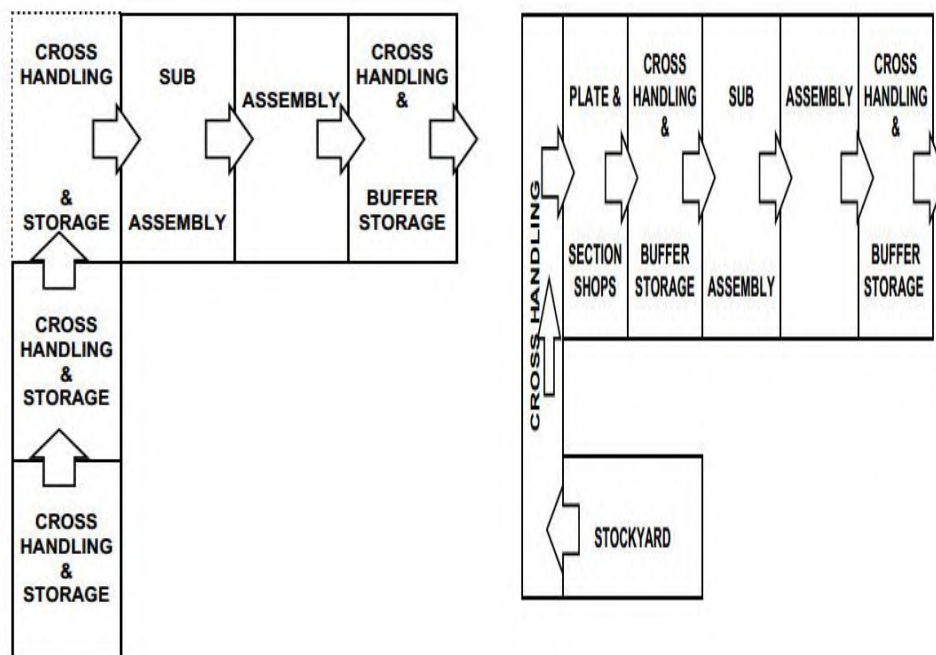 CROSS
HANDLING
&
STORAGE
SUB
ASSEMBLY
ASSEMBLY
CROSS
HANDLING
&
BUFFER
STORAGE
CROSS
HANDLING
&
STORAGE
CROSS
HANDLING
&
STORAGE
CROSS HANDLING
PLATE &
SECTION
SHOPS
CROSS
HANDLING
&
BUFFER
STORAGE
SUB
ASSEMBLY
ASSEMBLY
CROSS
HANDLING
&
BUFFER
STORAGE
STOCKYARD